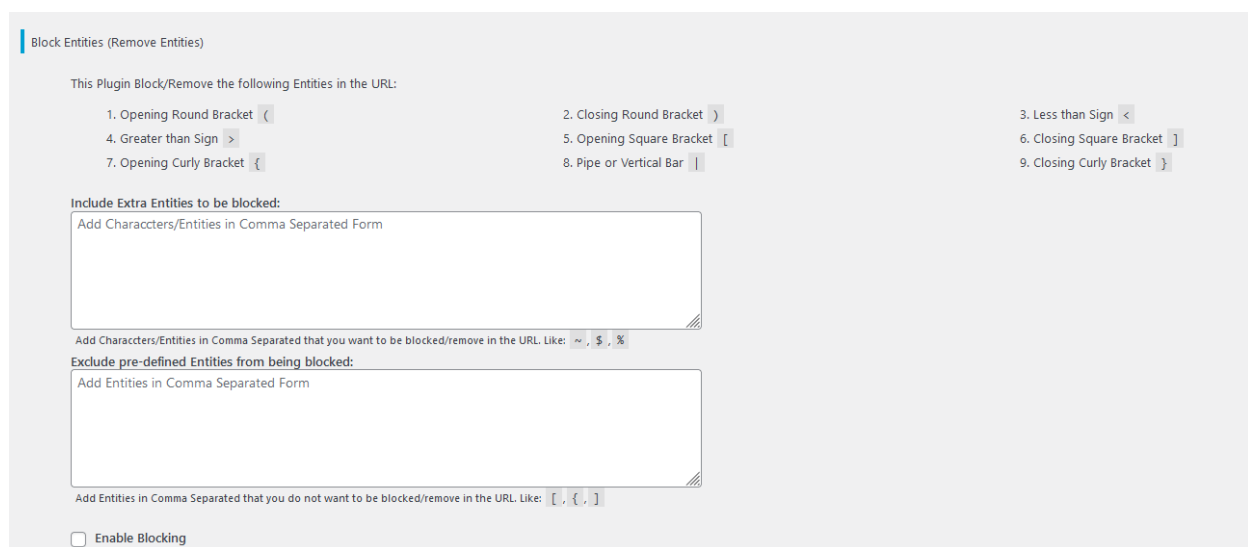 Block Entities (Remove Entities)
This Plugin Block/Remove the following Entities in the URL:
1. Opening Round Bracket ( 2. Closing Round Bracket ) 3. Less than Sign <
4. Greater than Sign > 5. Opening Square Bracket [ 6. Closing Square Bracket ]
7. Opening Curly Bracket { 8. Pipe or Vertical Bar | 9. Closing Curly Bracket }
Include Extra Entities to be blocked:
Add Characcters/Entities in Comma Separated Form
Add Characcters/Entities in Comma Separated that you want to be blocked/remove in the URL. Like: ~ , $ , %
Exclude pre-defined Entities from being blocked:
Add Entities in Comma Separated Form
Add Entities in Comma Separated that you do not want to be blocked/remove in the URL. Like: [ , { , ]
Enable Blocking